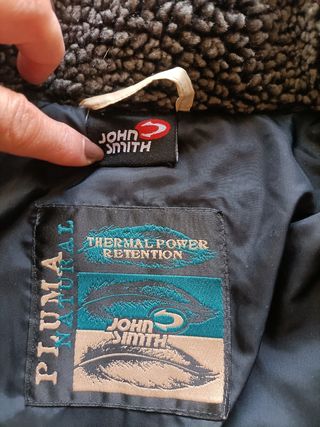 JOHN
SMITH
PLUMA
NATURAL
THERMAL POWER
RETENTION
JOHN
SMITH